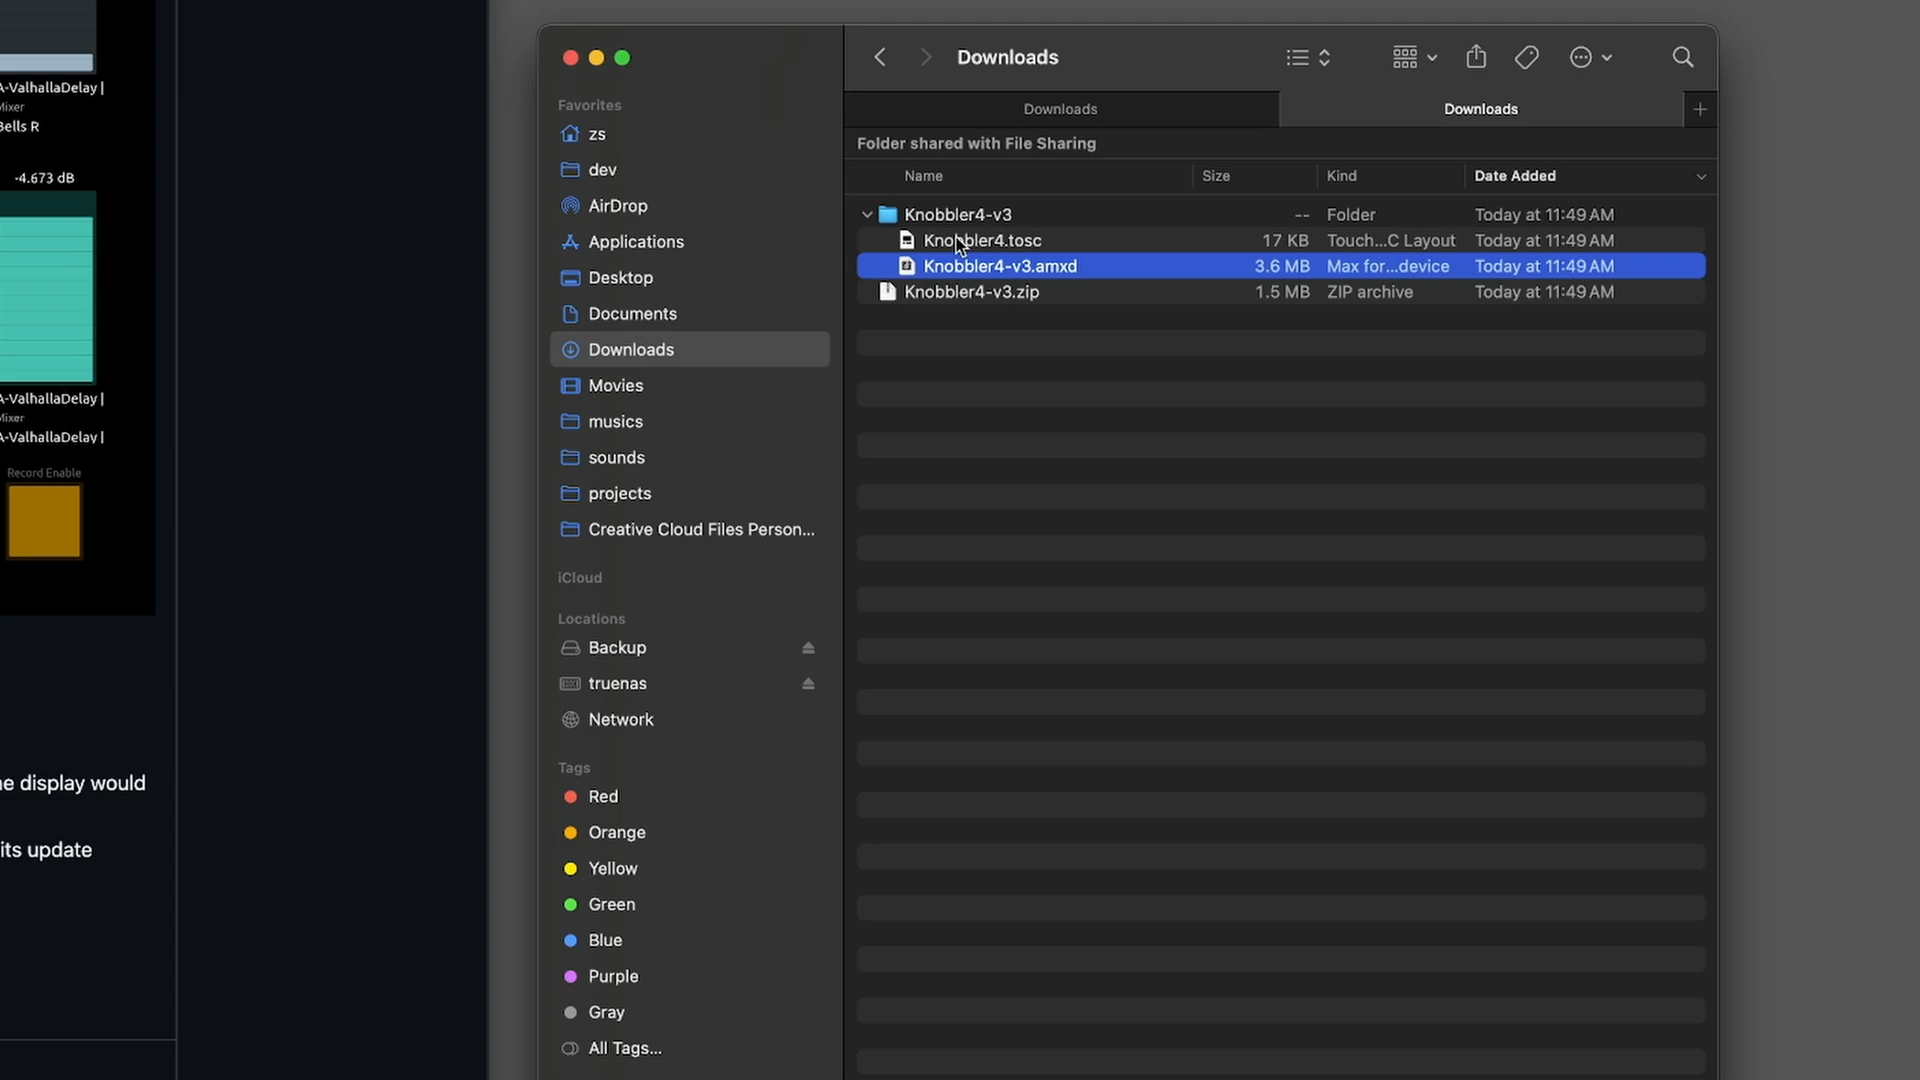 A-ValhallaDelay |
Mixer
Bells R
-4.673 dB
A-ValhallaDelay |
Mixer
A-ValhallaDelay |
Record Enable
e display would
its update
Favorites
zs
dev
AirDrop
Applications
Desktop
Documents
Downloads
Movies
musics
sounds
projects
Creative Cloud Files Person...
iCloud
Locations
Backup
truenas
Network
Tags
Red
Orange
Yellow
Green
Blue
Purple
Gray
All Tags...
Downloads
Downloads Downloads
Folder shared with File Sharing
Name Size Kind Date Added
Knobbler4-v3 -- Folder Today at 11:49 AM
Knobbler4.tosc 17 KB Touch...C Layout Today at 11:49 AM
Knobbler4-v3.amxd 3.6 MB Max for...device Today at 11:49 AM
Knobbler4-v3.zip 1.5 MB ZIP archive Today at 11:49 AM